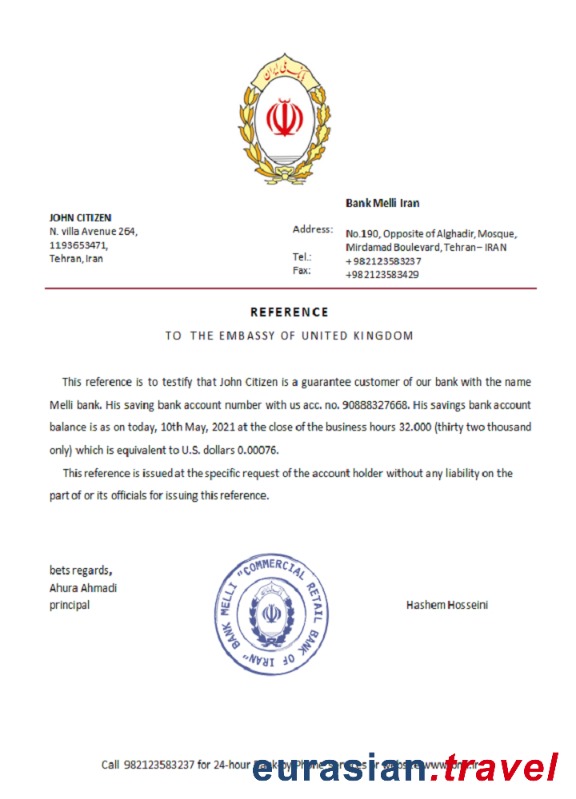 بانک ملی ایران
JOHN CITIZEN
N. villa Avenue 264,
1193653471,
Tehran, Iran
Bank Melli Iran
Address: No.190, Opposite of Alghadir, Mosque,
Mirdamad Boulevard, Tehran – IRAN
Tel.: + 982123583237
Fax: +982123583429
REFERENCE
TO THE EMBASSY OF UNITED KINGDOM
This reference is to testify that John Citizen is a guarantee customer of our bank with the name
Melli bank. His saving bank account number with us acc. no. 90888327668. His savings bank account
balance is as on today, 10th May, 2021 at the close of the business hours 32.000 (thirty two thousand
only) which is equivalent to U.S. dollars 0.00076.
This reference is issued at the specific request of the account holder without any liability on the
part of or its officials for issuing this reference.
bets regards,
Ahura Ahmadi
principal
BANK MELLI "COMMERCIAL RETAIL BANK OF IRAN"
Hashem Hosseini
Call 982123583237 for 24-hour
eurasian.travel